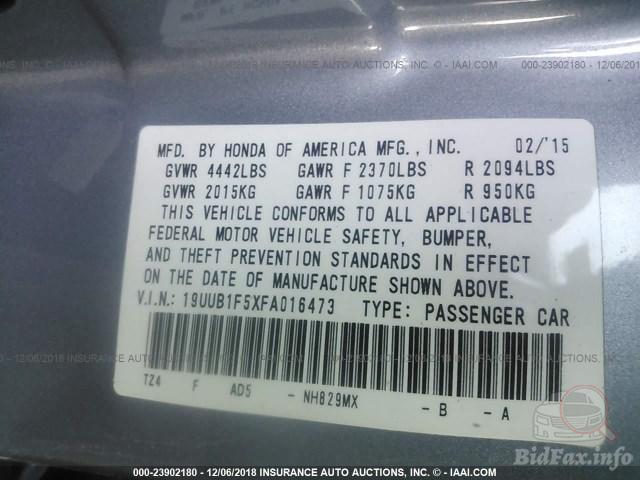 12/06/2018 INSURANCE AUTO AUCTIONS, INC. © - IAAI.COM
000-23902180 - 12/06/2018
MFD. BY HONDA OF AMERICA MFG., INC. 02/'15
GVWR 4442LBS GAWR F 2370LBS R 2094LBS
GVWR 2015KG GAWR F 1075KG R 950KG
THIS VEHICLE CONFORMS TO ALL APPLICABLE
FEDERAL MOTOR VEHICLE SAFETY, BUMPER,
AND THEFT PREVENTION STANDARDS IN EFFECT
ON THE DATE OF MANUFACTURE SHOWN ABOVE.
V.I.N.: 19UUB1F5XFA016473 TYPE: PASSENGER CAR
TZ4 F AD5 - NH829MX - B - A
BidFax.info
000-23902180 - 12/06/2018 INSURANCE AUTO AUCTIONS, INC. © - IAAI.COM